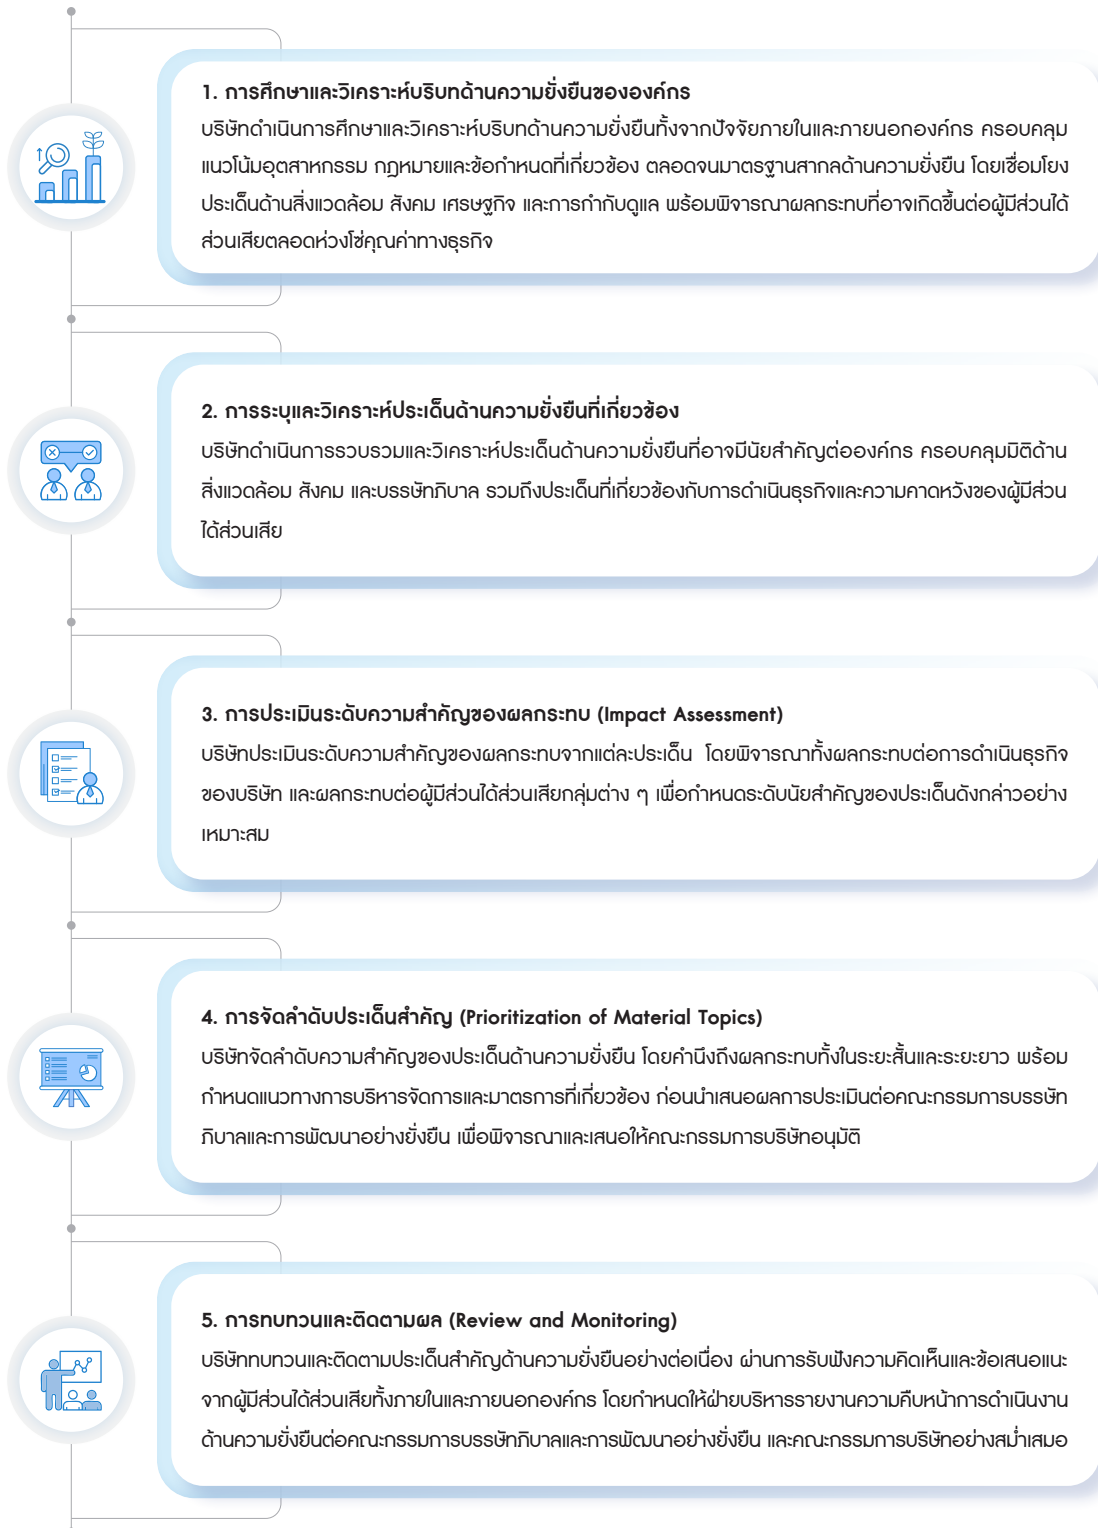 1. การศึกษาและวิเคราะห์บริบทด้านความยั่งยืนขององค์กร
บริษัทดำเนินการศึกษาและวิเคราะห์บริบทด้านความยั่งยืนทั้งจากปัจจัยภายในและภายนอกองค์กร ครอบคลุม
แนวโน้มอุตสาหกรรม กฎหมายและข้อกำหนดที่เกี่ยวข้อง ตลอดจนมาตรฐานสากลด้านความยั่งยืน โดยเชื่อมโยง
ประเด็นด้านสิ่งแวดล้อม สังคม เศรษฐกิจ และการกำกับดูแล พร้อมพิจารณาผลกระทบที่อาจเกิดขึ้นต่อผู้มีส่วนได้
ส่วนเสียตลอดห่วงโซ่คุณค่าทางธุรกิจ
2. การระบุและวิเคราะห์ประเด็นด้านความยั่งยืนที่เกี่ยวข้อง
บริษัทดำเนินการรวบรวมและวิเคราะห์ประเด็นด้านความยั่งยืนที่อาจมีนัยสำคัญต่อองค์กร ครอบคลุมมิติด้าน
สิ่งแวดล้อม สังคม และบรรษัทภิบาล รวมถึงประเด็นที่เกี่ยวข้องกับการดำเนินธุรกิจและความคาดหวังของผู้มีส่วน
ได้ส่วนเสีย
3. การประเมินระดับความสำคัญของผลกระทบ (Impact Assessment)
บริษัทประเมินระดับความสำคัญของผลกระทบจากแต่ละประเด็น โดยพิจารณาทั้งผลกระทบต่อการดำเนินธุรกิจ
ของบริษัท และผลกระทบต่อผู้มีส่วนได้ส่วนเสียกลุ่มต่าง ๆ เพื่อกำหนดระดับนัยสำคัญของประเด็นดังกล่าวอย่าง
เหมาะสม
4. การจัดลำดับประเด็นสำคัญ (Prioritization of Material Topics)
บริษัทจัดลำดับความสำคัญของประเด็นด้านความยั่งยืน โดยคำนึงถึงผลกระทบทั้งในระยะสั้นและระยะยาว พร้อม
กำหนดแนวทางการบริหารจัดการและมาตรการที่เกี่ยวข้อง ก่อนนำเสนอผลการประเมินต่อคณะกรรมการบรรษัท
ภิบาลและการพัฒนาอย่างยั่งยืน เพื่อพิจารณาและเสนอให้คณะกรรมการบริษัทอนุมัติ
5. การทบทวนและติดตามผล (Review and Monitoring)
บริษัททบทวนและติดตามประเด็นสำคัญด้านความยั่งยืนอย่างต่อเนื่อง ผ่านการรับฟังความคิดเห็นและข้อเสนอแนะ
จากผู้มีส่วนได้ส่วนเสียทั้งภายในและภายนอกองค์กร โดยกำหนดให้ฝ่ายบริหารรายงานความคืบหน้าการดำเนินงาน
ด้านความยั่งยืนต่อคณะกรรมการบรรษัทภิบาลและการพัฒนาอย่างยั่งยืน และคณะกรรมการบริษัทอย่างสม่ำเสมอ